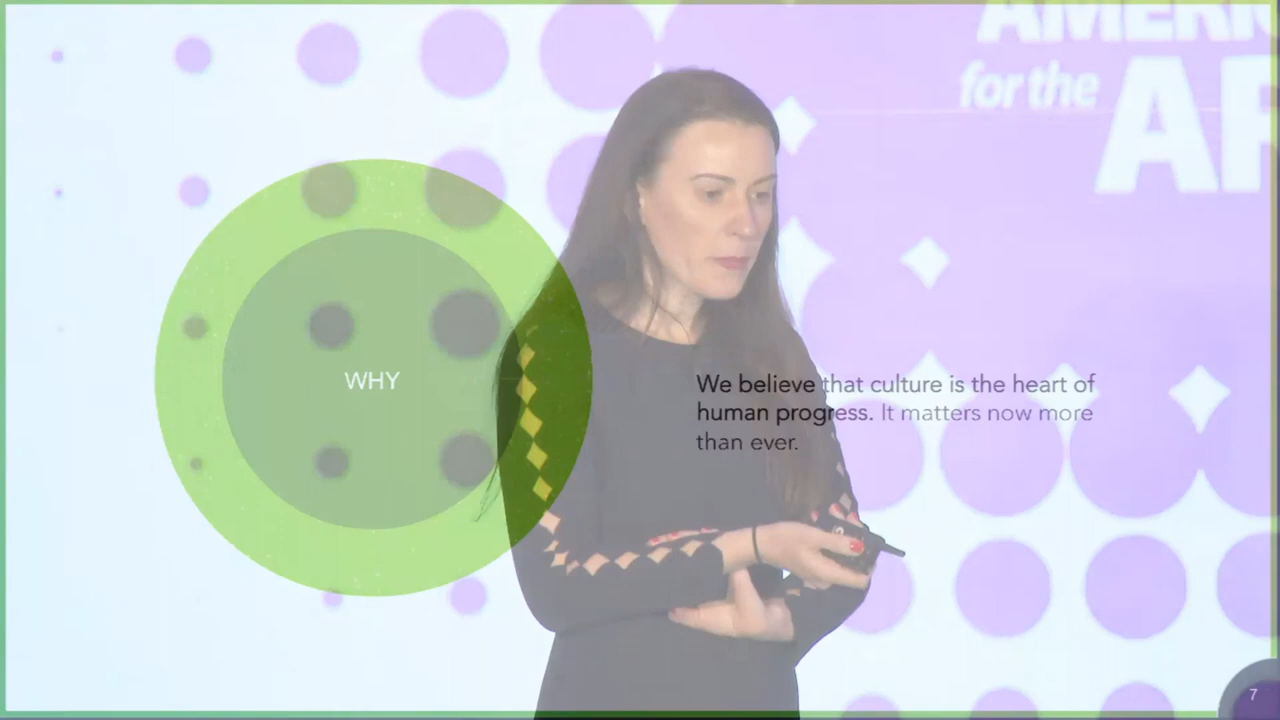 AMERIC
for the
AR
WHY
We believe that culture is the heart of
human progress. It matters now more
than ever.
7